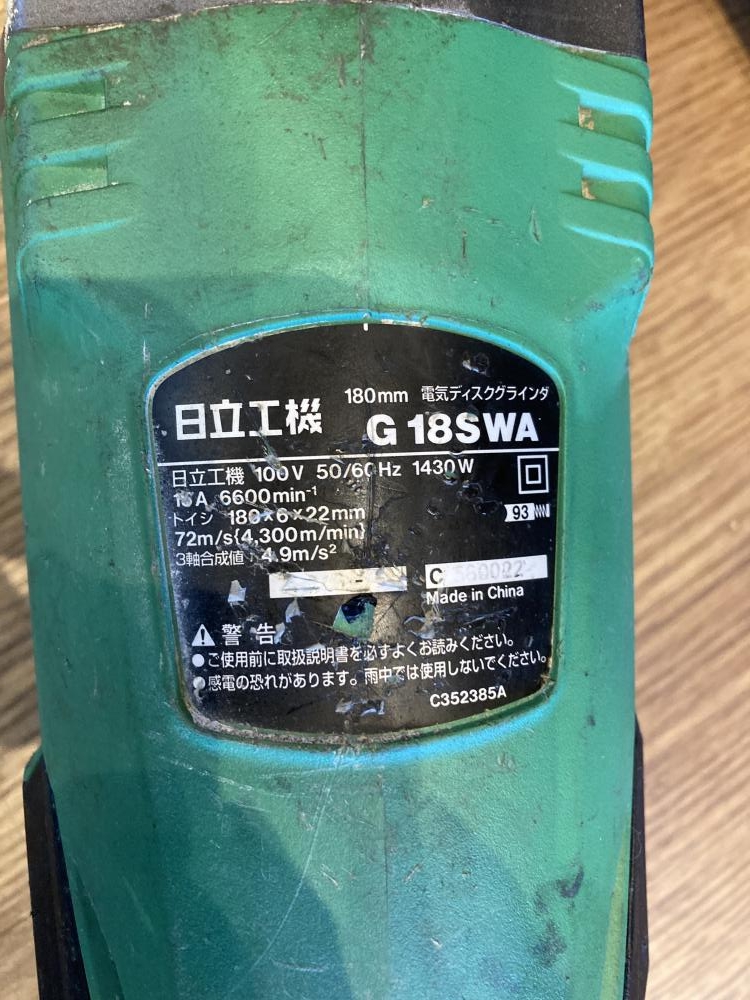 180mm 電気ディスクグラインダ
日立工機 G 18SWA
日立工機 100V 50/60Hz 1430W
15A 6600min⁻¹
トイシ 180×6×22mm
93
72m/s{4,300m/min}
3軸合成値:4.9m/s²
C
Made in China
警告
●ご使用前に取扱説明書を必ずよくお読みください。
●感電の恐れがあります。雨中では使用しないでください。
C352385A